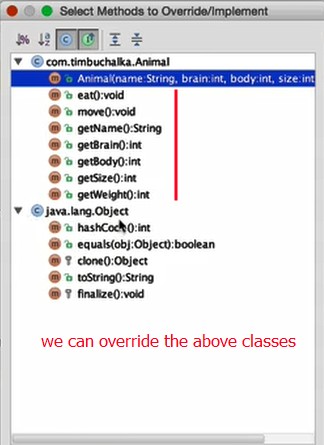 Select Methods to Override/Implement
com.timbuchalka.Animal
Animal(name:String, brain:int, body:int, size:int
eat():void
move():void
getName():String
getBrain():int
getBody():int
getSize():int
getWeight():int
java.lang.Object
hashCode():int
equals(obj:Object):boolean
clone():Object
toString():String
finalize():void
we can override the above classes